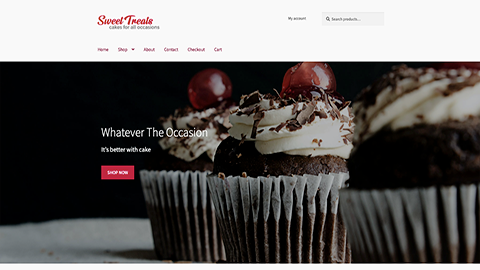 Sweet Treats
cakes for all occasions
My account
Search products...
Home Shop About Contact Checkout Cart
Whatever The Occasion
It's better with cake
SHOP NOW